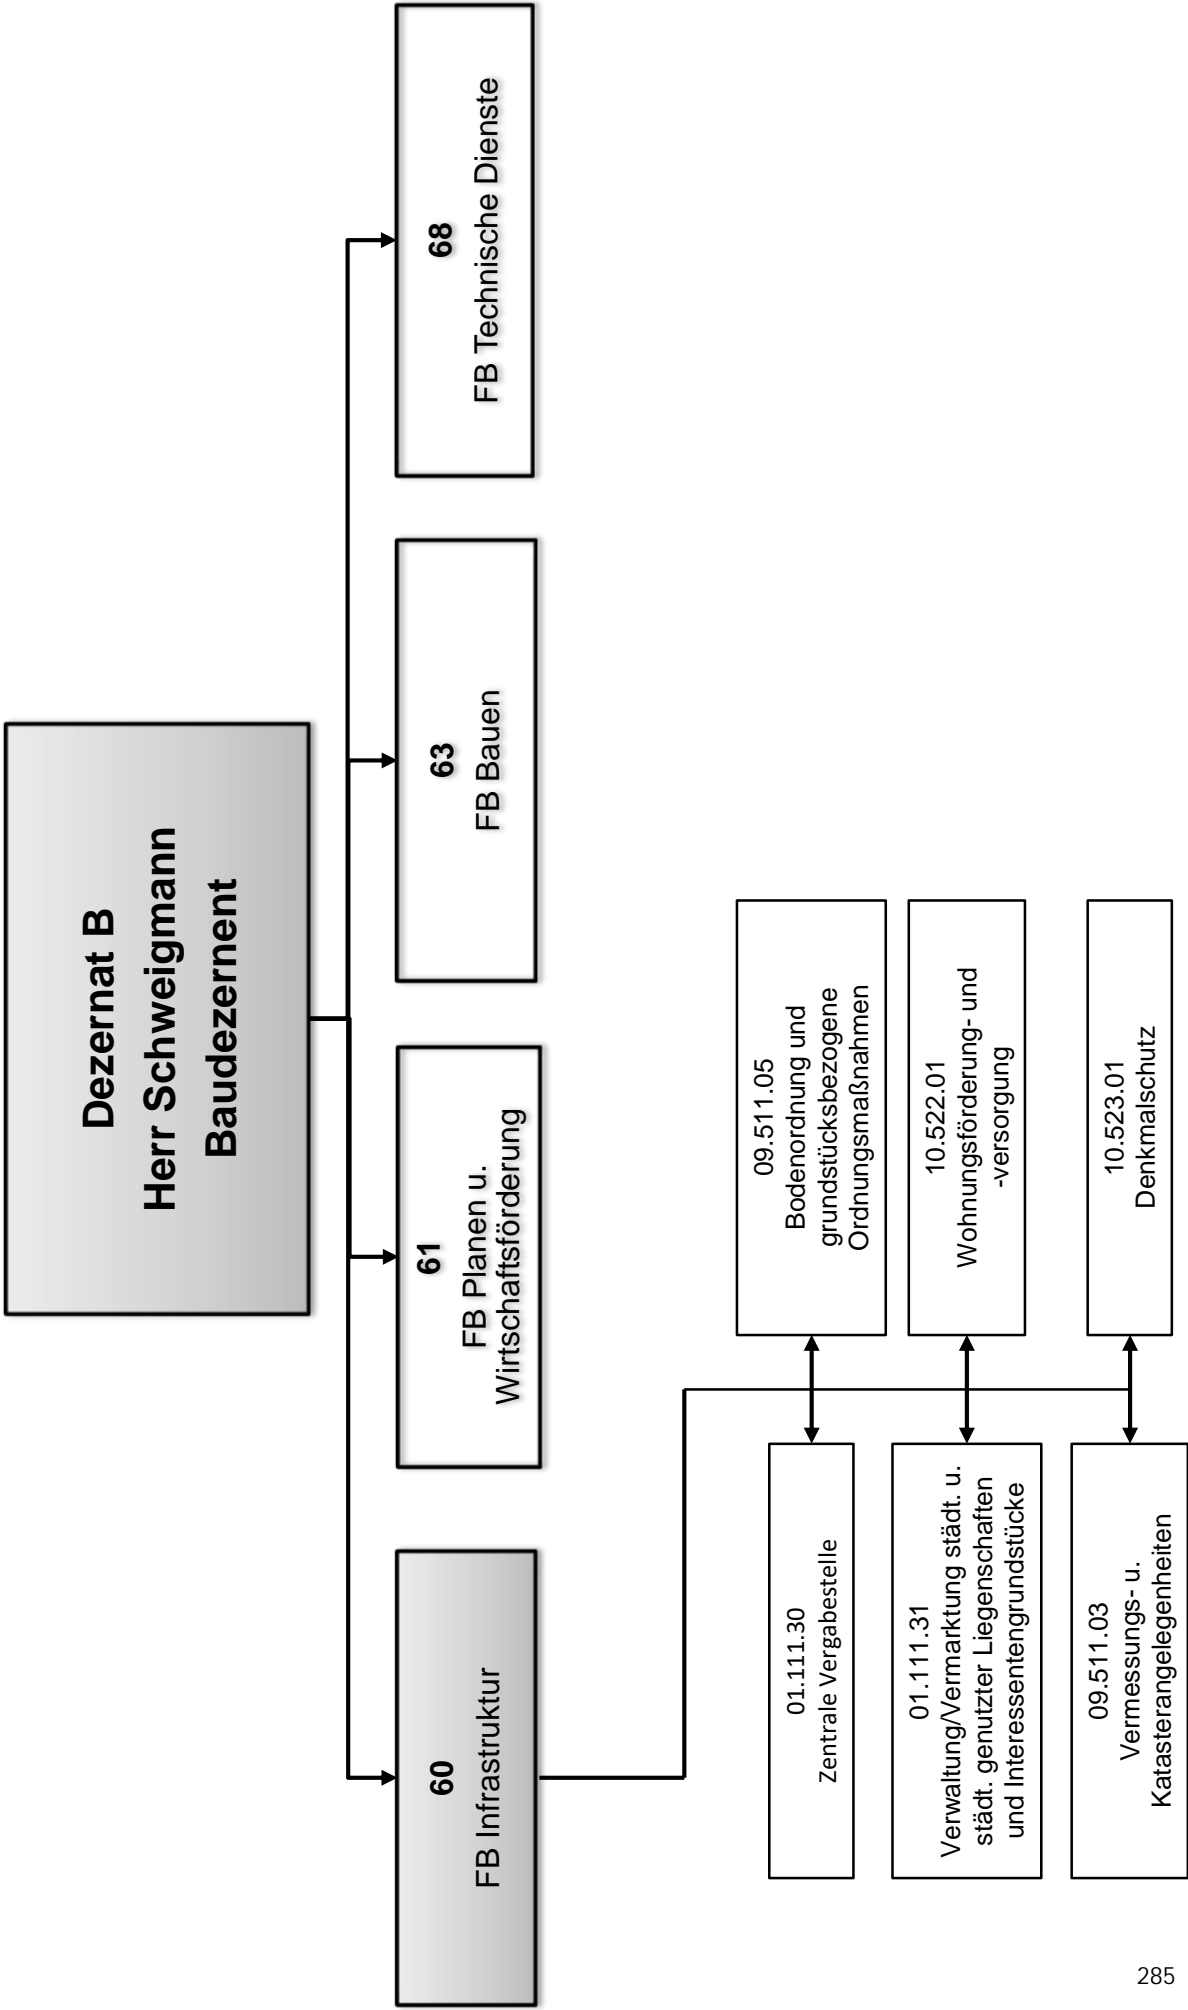 Dezernat B
Herr Schweigmann
Baudezernent
60
FB Infrastruktur
61
FB Planen u.
Wirtschaftsförderung
63
FB Bauen
68
FB Technische Dienste
01.111.30
Zentrale Vergabestelle
09.511.05
Bodenordnung und
grundstücksbezogene
Ordnungsmaßnahmen
01.111.31
Verwaltung/Vermarktung städt. u.
städt. genutzter Liegenschaften
und Interessentengrundstücke
10.522.01
Wohnungsförderung- und
-versorgung
09.511.03
Vermessungs- u.
Katasterangelegenheiten
10.523.01
Denkmalschutz
285